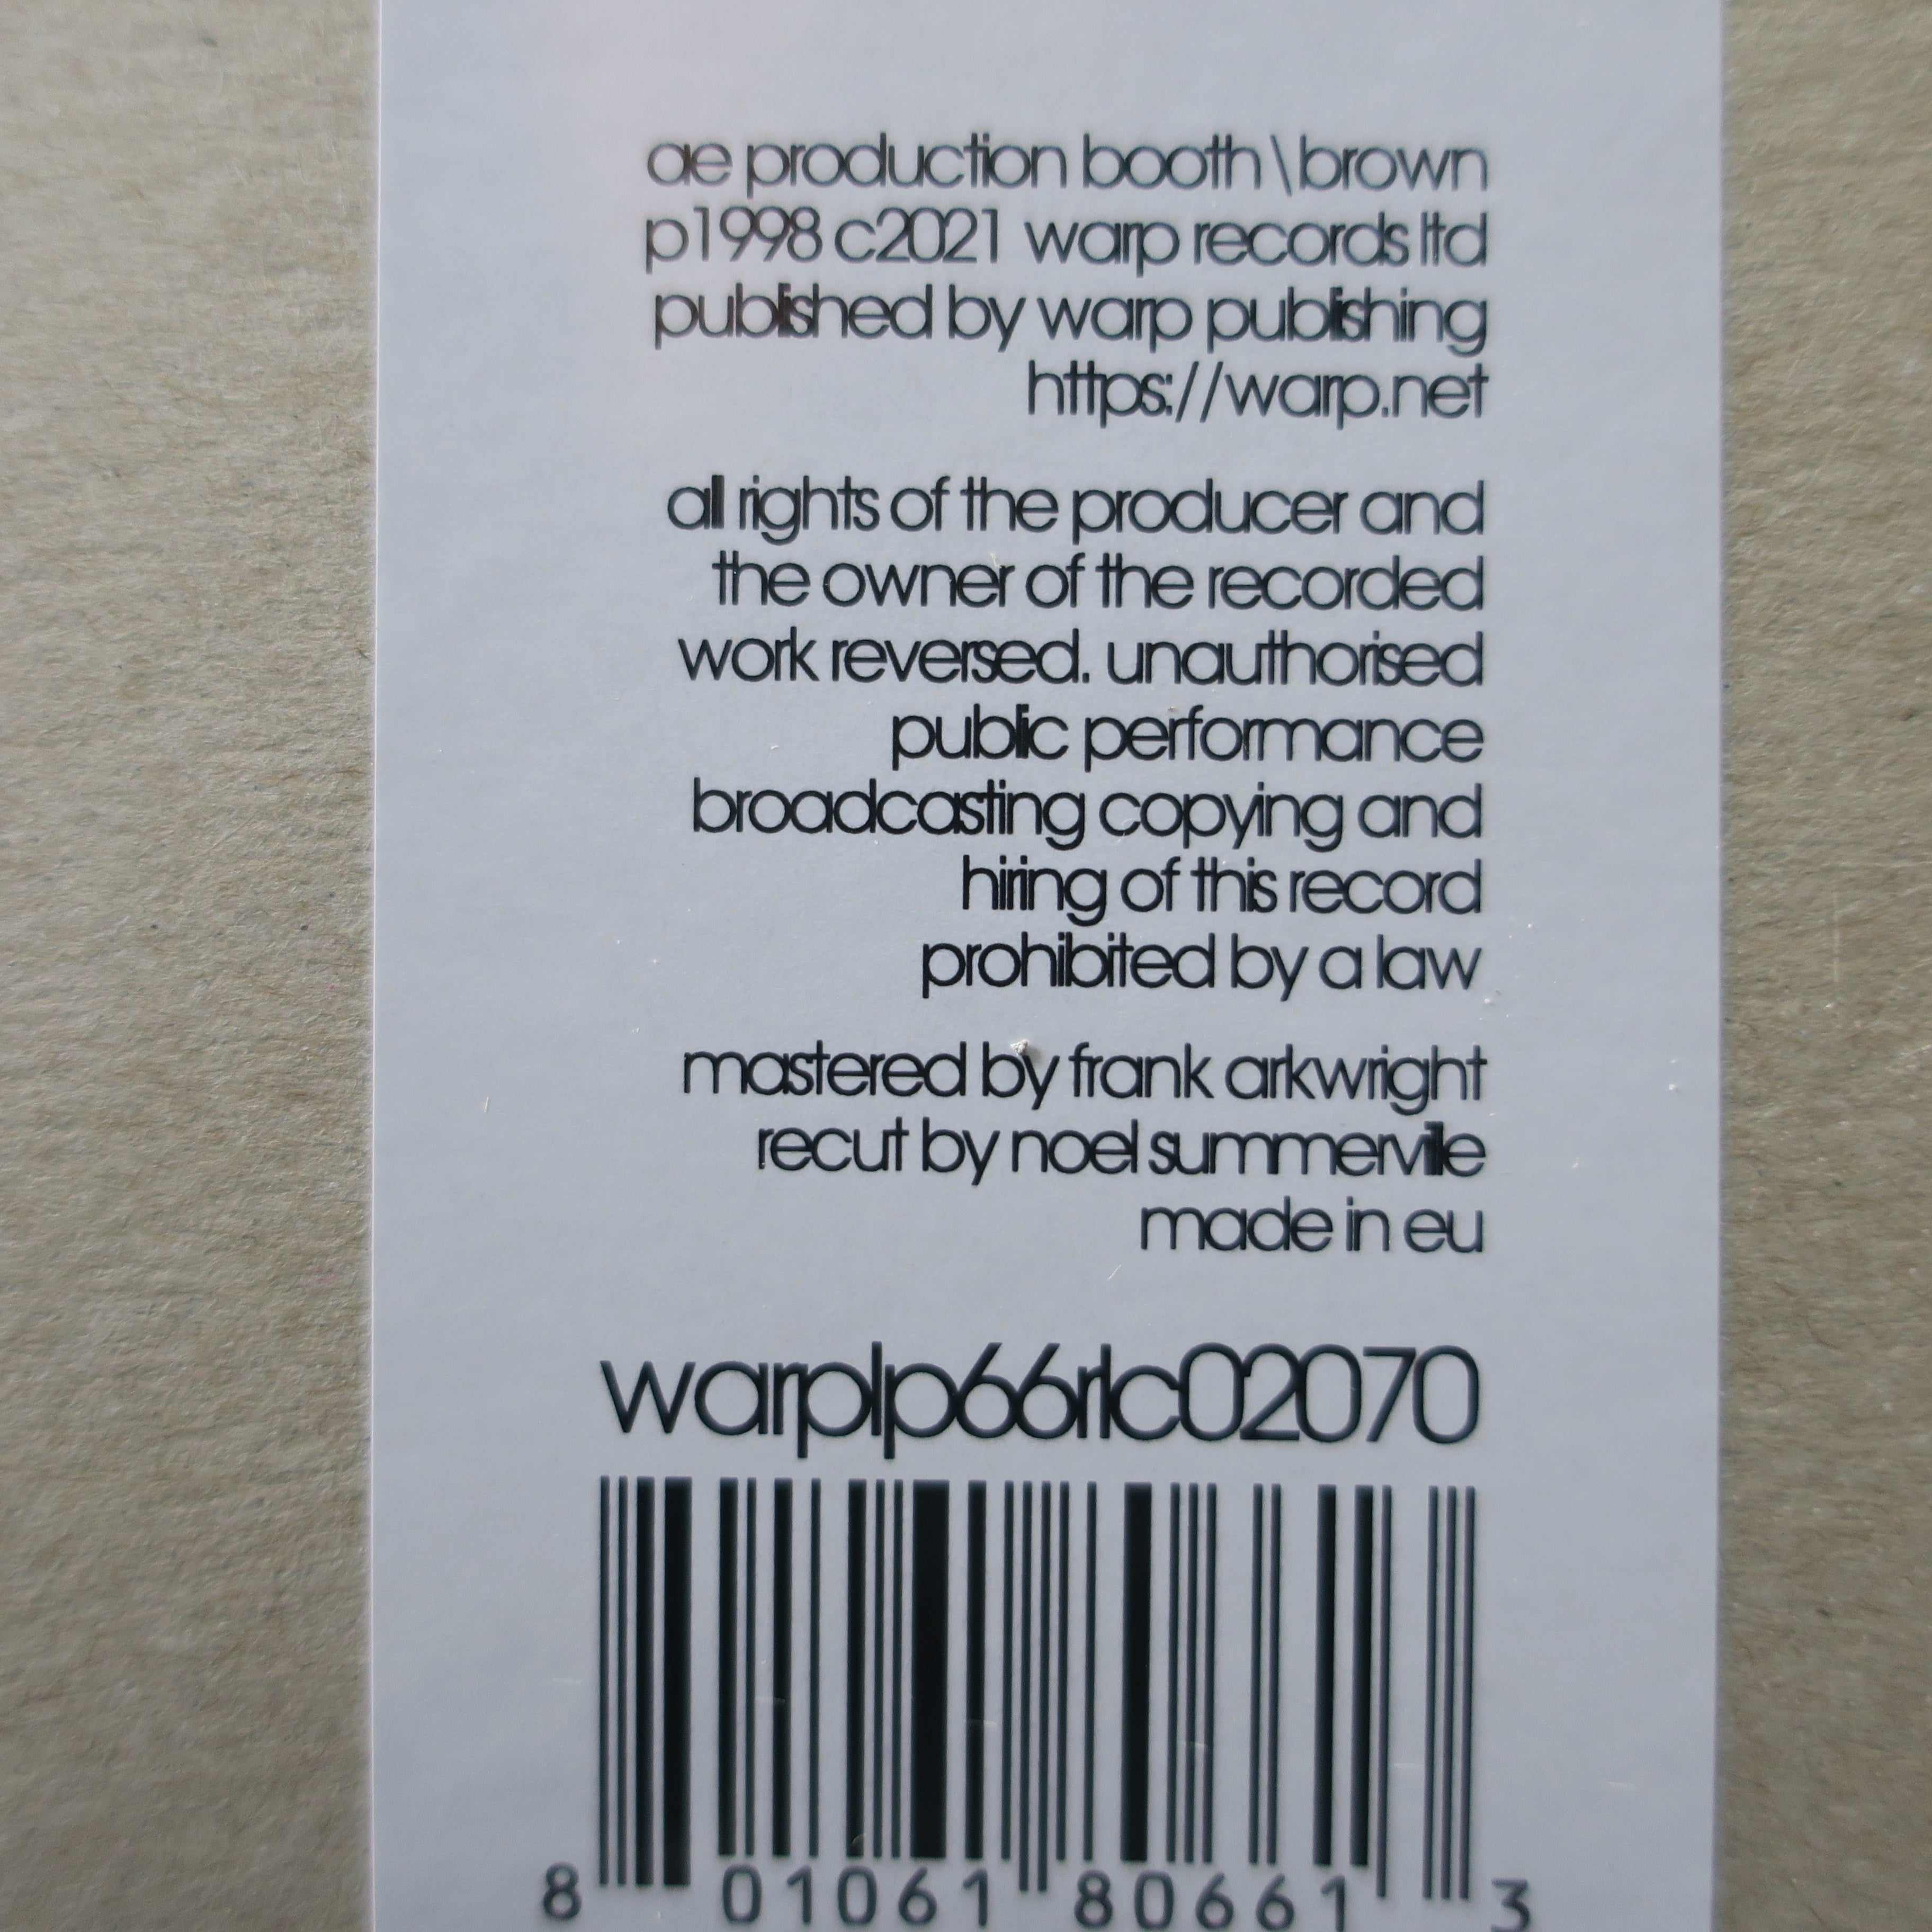 ae production booth\brown
p1998 c2021 warp records ltd
published by warp publishing
https://warp.net
all rights of the producer and
the owner of the recorded
work reversed. unauthorised
public performance
broadcasting copying and
hiring of this record
prohibited by a law
mastered by frank arkwright
recut by noel summerville
made in eu
warplp66rlc02070
8 01061 80661 3